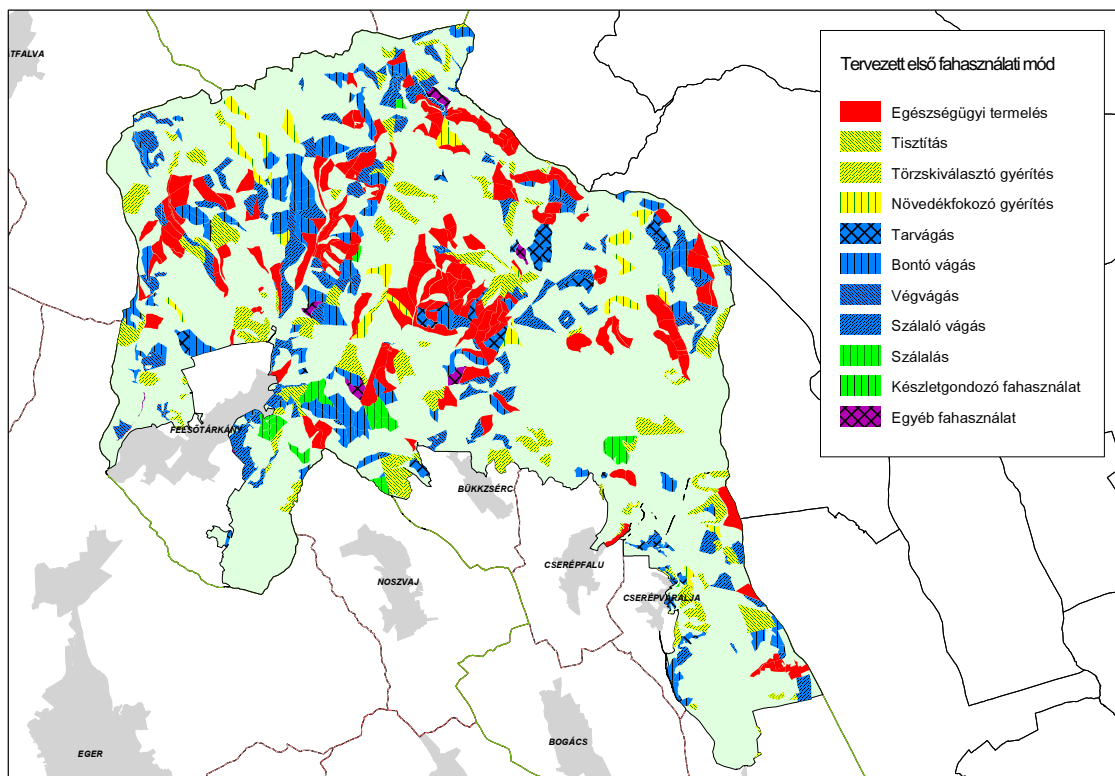 TFALVA
Tervezett első fahasználati mód
Egészségügyi termelés
Tisztítás
Törzskiválasztó gyérítés
Növedékfokozó gyérítés
Tarvágás
Bontó vágás
Végvágás
Szálaló vágás
Szálalás
Készletgondozó fahasználat
Egyéb fahasználat
FELSŐTÁRKÁNY
BÜKKZSÉRC
NOSZVAJ
CSERÉPFALU
CSERÉPVÁRALJA
EGER
BOGÁCS